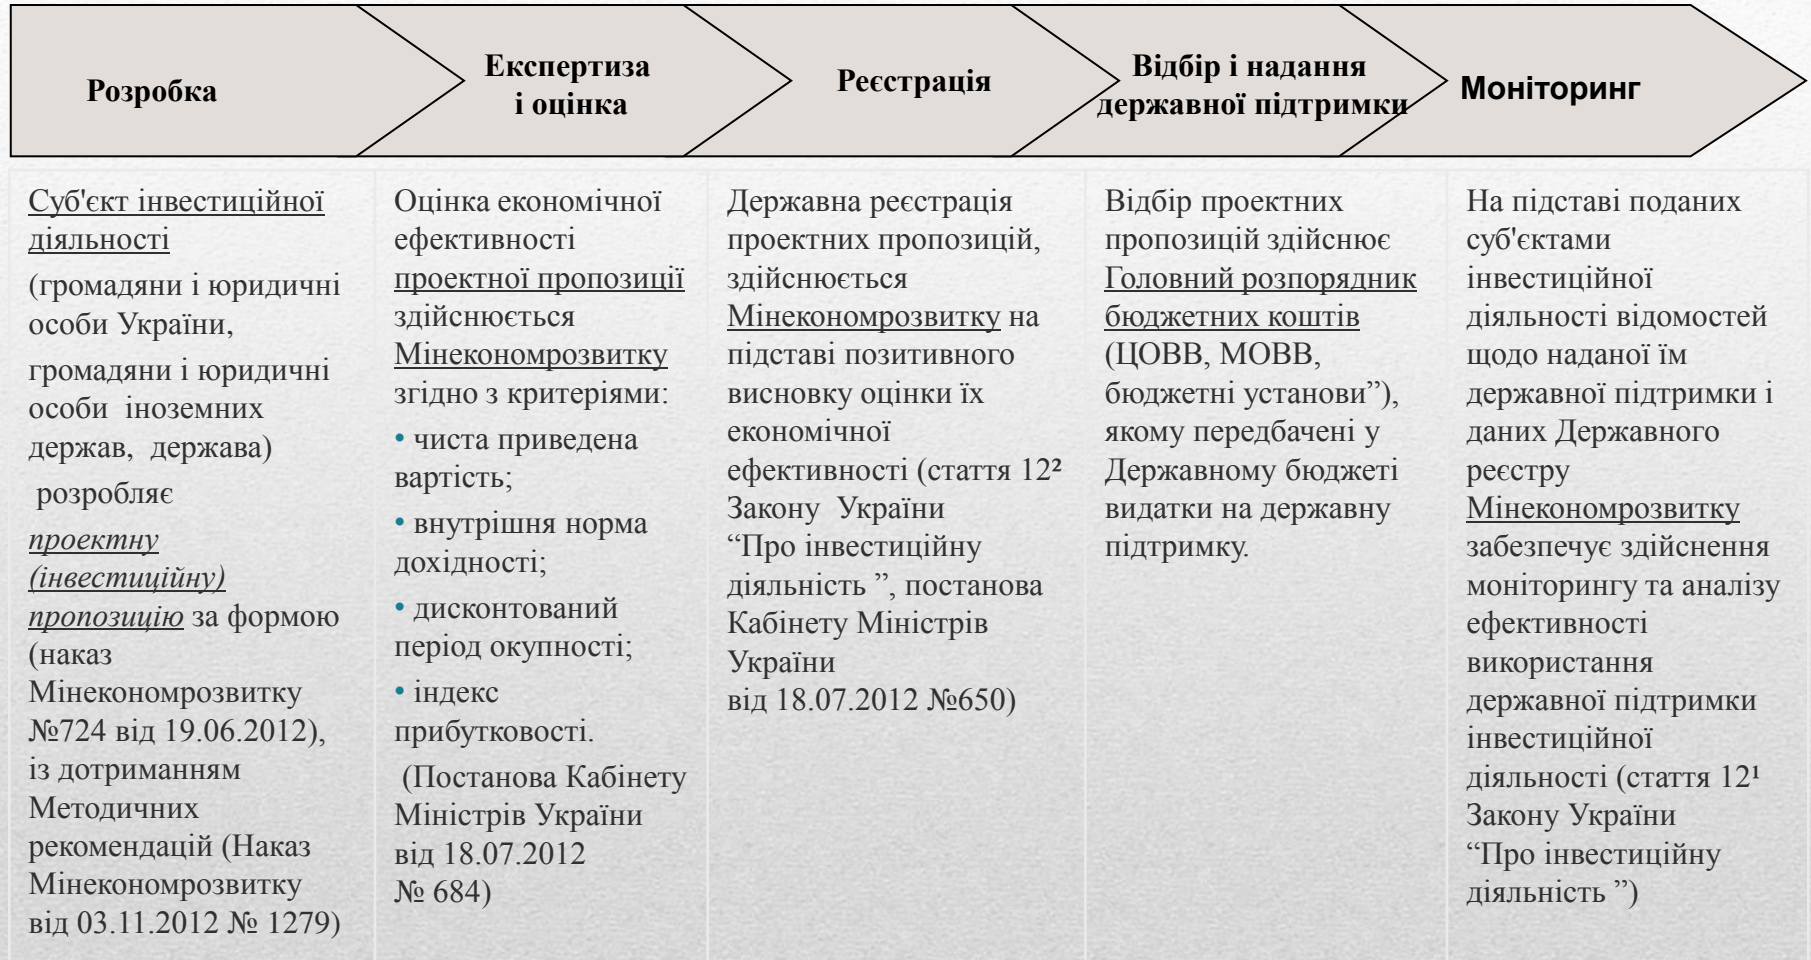 Розробка
Експертиза
і оцінка
Реєстрація
Відбір і надання
державної підтримки
Моніторинг
Суб'єкт інвестиційної
діяльності
(громадяни і юридичні
особи України,
громадяни і юридичні
особи іноземних
держав, держава)
розробляє
проектну
(інвестиційну)
пропозицію за формою
(наказ
Мінекономрозвитку
№724 від 19.06.2012),
із дотриманням
Методичних
рекомендацій (Наказ
Мінекономрозвитку
від 03.11.2012 № 1279)
Оцінка економічної
ефективності
проектної пропозиції
здійснюється
Мінекономрозвитку
згідно з критеріями:
• чиста приведена
вартість;
• внутрішня норма
дохідності;
• дисконтований
період окупності;
• індекс
прибутковості.
(Постанова Кабінету
Міністрів України
від 18.07.2012
№ 684)
Державна реєстрація
проектних пропозицій,
здійснюється
Мінекономрозвитку на
підставі позитивного
висновку оцінки їх
економічної
ефективності (стаття 12²
Закону України
“Про інвестиційну
діяльність ”, постанова
Кабінету Міністрів
України
від 18.07.2012 №650)
Відбір проектних
пропозицій здійснює
Головний розпорядник
бюджетних коштів
(ЦОВВ, МОВВ,
бюджетні установи”),
якому передбачені у
Державному бюджеті
видатки на державну
підтримку.
На підставі поданих
суб'єктами
інвестиційної
діяльності відомостей
щодо наданої їм
державної підтримки і
даних Державного
реєстру
Мінекономрозвитку
забезпечує здійснення
моніторингу та аналізу
ефективності
використання
державної підтримки
інвестиційної
діяльності (стаття 12¹
Закону України
“Про інвестиційну
діяльність ”)